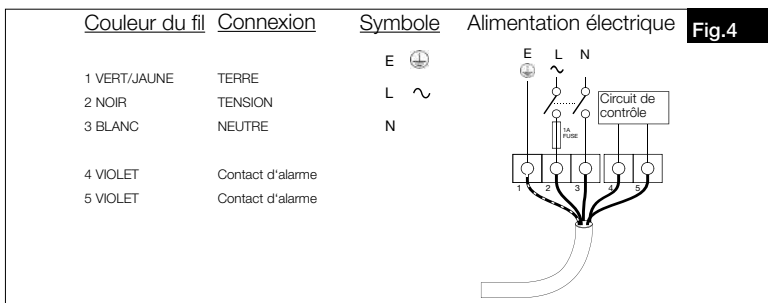 Couleur du fil Connexion Symbole Alimentation électrique Fig.4
E
1 VERT/JAUNE TERRE
2 NOIR TENSION L
3 BLANC NEUTRE N
4 VIOLET Contact d'alarme
5 VIOLET Contact d'alarme
E L N
Circuit de
contrôle
1A
FUSE
1 2 3 4 5